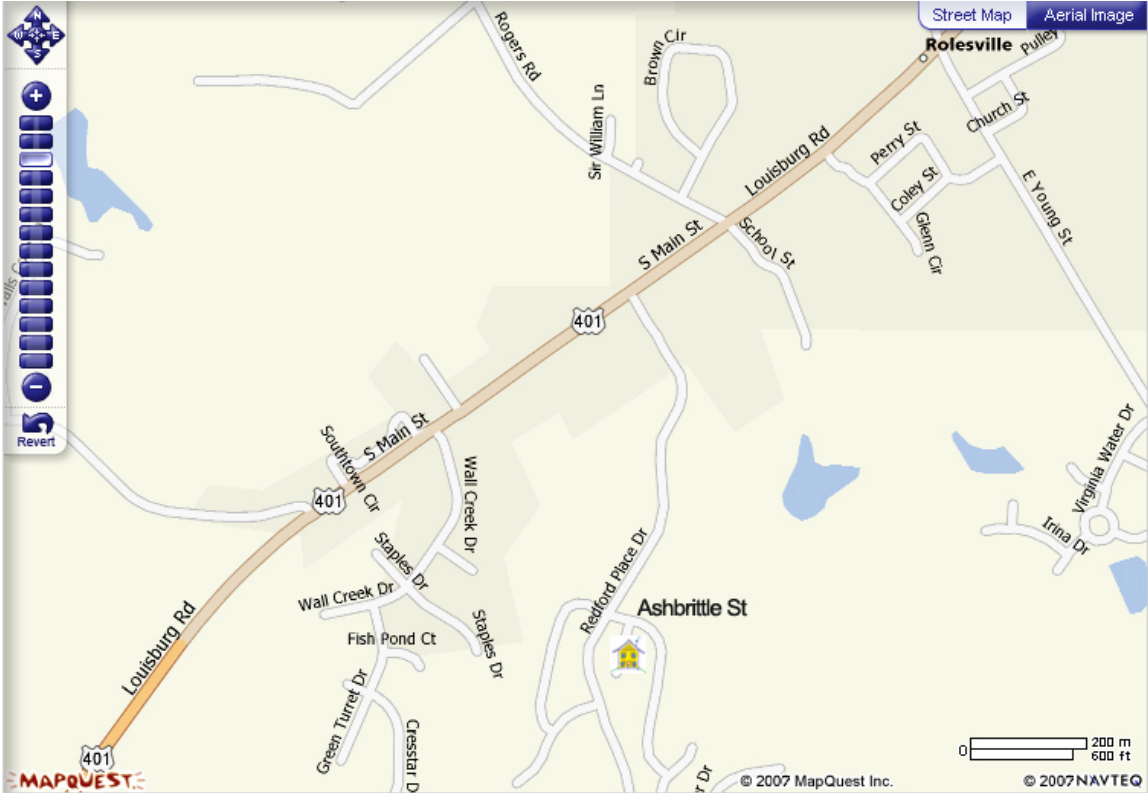 N
W
E
S
Revert
Street Map
Aerial Image
Rolesville
Pulley
Rogers Rd
Brown Cir
Sir William Ln
Church St
Perry St
Louisburg Rd
Coley St
Glenn Cir
E Young St
S Main St
School St
401
S Main St
Southtown Cir
401
Wall Creek Dr
Virginia Water Dr
Irina Dr
Staples Dr
Wall Creek Dr
Redford Place Dr
Ashbrittle St
Louisburg Rd
Fish Pond Ct
Staples Dr
Green Turret Dr
Cresstar D
401
MAPQUEST
r Dr
0
200 m
600 ft
© 2007 MapQuest Inc.
© 2007 NAVTEQ